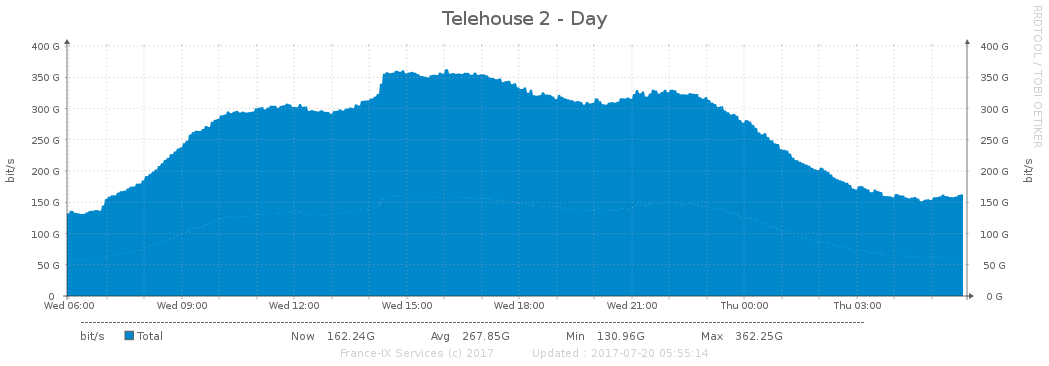 Telehouse 2 - Day
RRDTOOL / TOBI OETIKER
bit/s
400 G 400 G
350 G 350 G
300 G 300 G
250 G 250 G
200 G 200 G
150 G 150 G
100 G 100 G
50 G 50 G
0 0 G
bit/s
Wed 06:00 Wed 09:00 Wed 12:00 Wed 15:00 Wed 18:00 Wed 21:00 Thu 00:00 Thu 03:00
bit/s Total Now 162.24G Avg 267.85G Min 130.96G Max 362.25G
France-IX Services (c) 2017 Updated : 2017-07-20 05:55:14